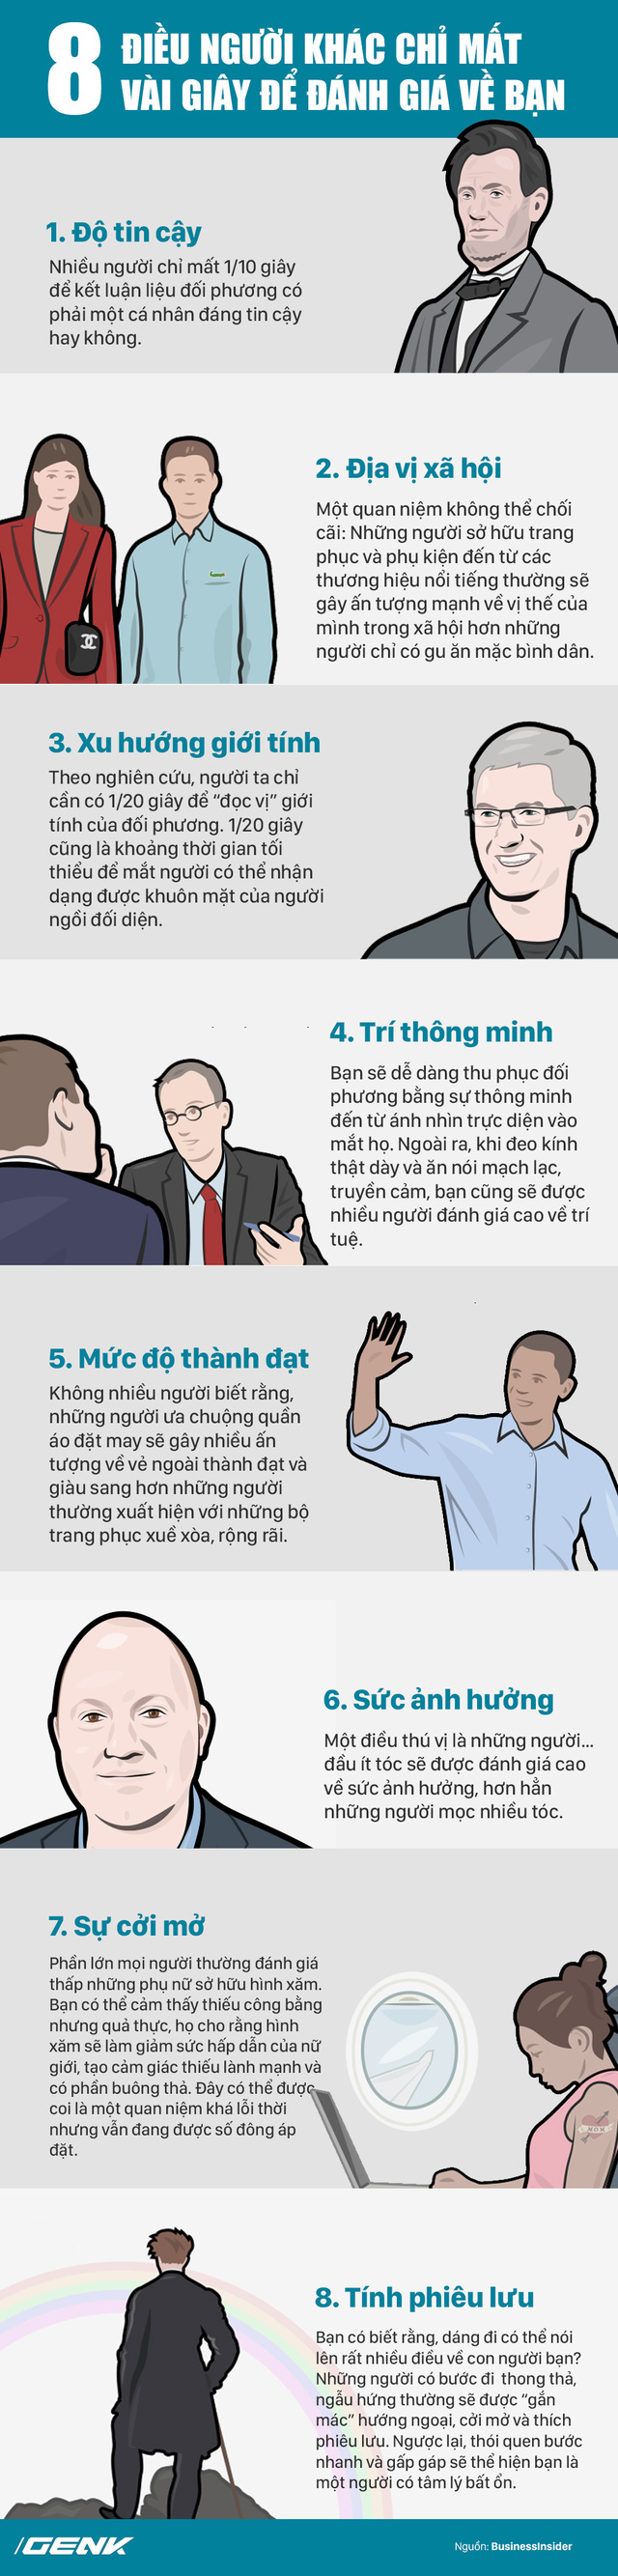 8 ĐIỀU NGƯỜI KHÁC CHỈ MẤT
VÀI GIÂY ĐỂ ĐÁNH GIÁ VỀ BẠN
1. Độ tin cậy
Nhiều người chỉ mất 1/10 giây
để kết luận liệu đối phương có
phải một cá nhân đáng tin cậy
hay không.
2. Địa vị xã hội
Một quan niệm không thể chối
cãi: Những người sở hữu trang
phục và phụ kiện đến từ các
thương hiệu nổi tiếng thường sẽ
gây ấn tượng mạnh về vị thế của
mình trong xã hội hơn những
người chỉ có gu ăn mặc bình dân.
3. Xu hướng giới tính
Theo nghiên cứu, người ta chỉ
cần có 1/20 giây để “đọc vị” giới
tính của đối phương. 1/20 giây
cũng là khoảng thời gian tối
thiểu để mắt người có thể nhận
dạng được khuôn mặt của người
ngồi đối diện.
4. Trí thông minh
Bạn sẽ dễ dàng thu phục đối
phương bằng sự thông minh
đến từ ánh nhìn trực diện vào
mắt họ. Ngoài ra, khi đeo kính
thật dày và ăn nói mạch lạc,
truyền cảm, bạn cũng sẽ được
nhiều người đánh giá cao về trí
tuệ.
5. Mức độ thành đạt
Không nhiều người biết rằng,
những người ưa chuộng quần
áo đặt may sẽ gây nhiều ấn
tượng về vẻ ngoài thành đạt và
giàu sang hơn những người
thường xuất hiện với những bộ
trang phục xuề xòa, rộng rãi.
6. Sức ảnh hưởng
Một điều thú vị là những người...
đầu ít tóc sẽ được đánh giá cao
về sức ảnh hưởng, hơn hẳn
những người mọc nhiều tóc.
7. Sự cởi mở
Phần lớn mọi người thường đánh giá
thấp những phụ nữ sở hữu hình xăm.
Bạn có thể cảm thấy thiếu công bằng
nhưng quả thực, họ cho rằng hình
xăm sẽ làm giảm sức hấp dẫn của nữ
giới, tạo cảm giác thiếu lành mạnh và
có phần buông thả. Đây có thể được
coi là một quan niệm khá lỗi thời
nhưng vẫn đang được số đông áp
đặt.
MOM
8. Tính phiêu lưu
Bạn có biết rằng, dáng đi có thể nói
lên rất nhiều điều về con người bạn?
Những người có bước đi thong thả,
ngẫu hứng thường sẽ được “gắn
mác” hướng ngoại, cởi mở và thích
phiêu lưu. Ngược lại, thói quen bước
nhanh và gấp gáp sẽ thể hiện bạn là
một người có tâm lý bất ổn.
/GENK
Nguồn: BusinessInsider